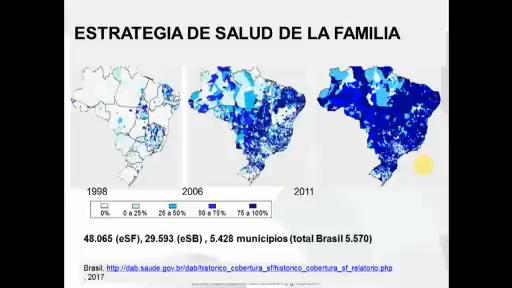 ESTRATEGIA DE SALUD DE LA FAMILIA
1998 2006 2011
0% 0 a 25% 25 a 50% 50 a 75% 75 a 100%
48.065 (eSF), 29.593 (eSB) , 5.428 municipios (total Brasil 5.570)
Brasil, http://dab.saude.gov.br/dab/historico_cobertura_sf/historico_cobertura_sf_relatorio.php
, 2017